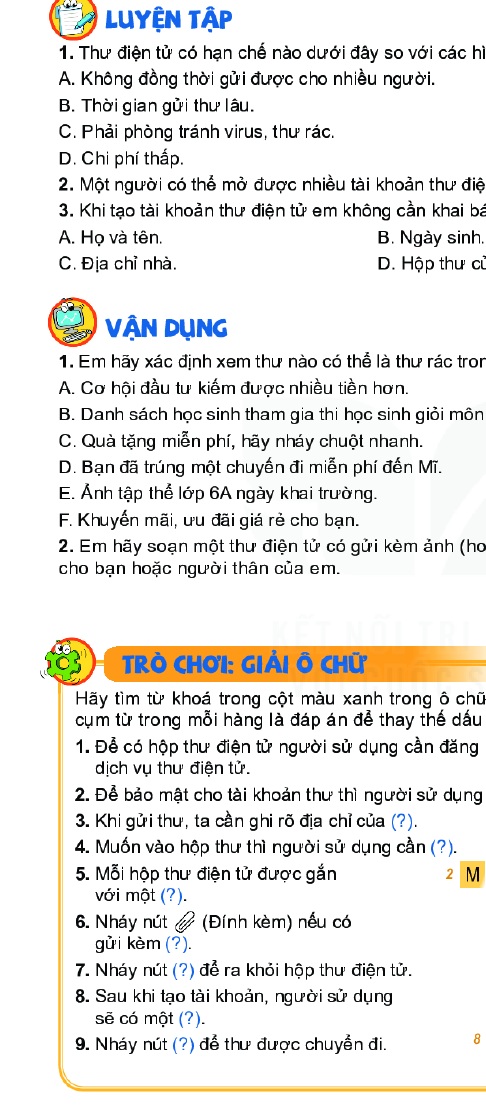 LUYỆN TẬP
1. Thư điện tử có hạn chế nào dưới đây so với các hì
A. Không đồng thời gửi được cho nhiều người.
B. Thời gian gửi thư lâu.
C. Phải phòng tránh virus, thư rác.
D. Chi phí thấp.
2. Một người có thể mở được nhiều tài khoản thư điệ
3. Khi tạo tài khoản thư điện tử em không cần khai bá
A. Họ và tên. B. Ngày sinh.
C. Địa chỉ nhà. D. Hộp thư củ
VẬN DỤNG
1. Em hãy xác định xem thư nào có thể là thư rác tror
A. Cơ hội đầu tư kiếm được nhiều tiền hơn.
B. Danh sách học sinh tham gia thi học sinh giỏi môn
C. Quà tặng miễn phí, hãy nháy chuột nhanh.
D. Bạn đã trúng một chuyến đi miễn phí đến Mĩ.
E. Ảnh tập thể lớp 6A ngày khai trường.
F. Khuyến mãi, ưu đãi giá rẻ cho bạn.
2. Em hãy soạn một thư điện tử có gửi kèm ảnh (ho
cho bạn hoặc người thân của em.
KẾT NỐI TRI
TRÒ CHƠI: GIẢI Ô CHỮ
Hãy tìm từ khoá trong cột màu xanh trong ô chữ
cụm từ trong mỗi hàng là đáp án để thay thế dấu
1. Để có hộp thư điện tử người sử dụng cần đăng
dịch vụ thư điện tử.
2. Để bảo mật cho tài khoản thư thì người sử dụng
3. Khi gửi thư, ta cần ghi rõ địa chỉ của (?).
4. Muốn vào hộp thư thì người sử dụng cần (?).
5. Mỗi hộp thư điện tử được gắn
với một (?).
2 M
6. Nháy nút (Đính kèm) nếu có
gửi kèm (?).
7. Nháy nút (?) để ra khỏi hộp thư điện tử.
8. Sau khi tạo tài khoản, người sử dụng
sẽ có một (?).
9. Nháy nút (?) để thư được chuyển đi.
8